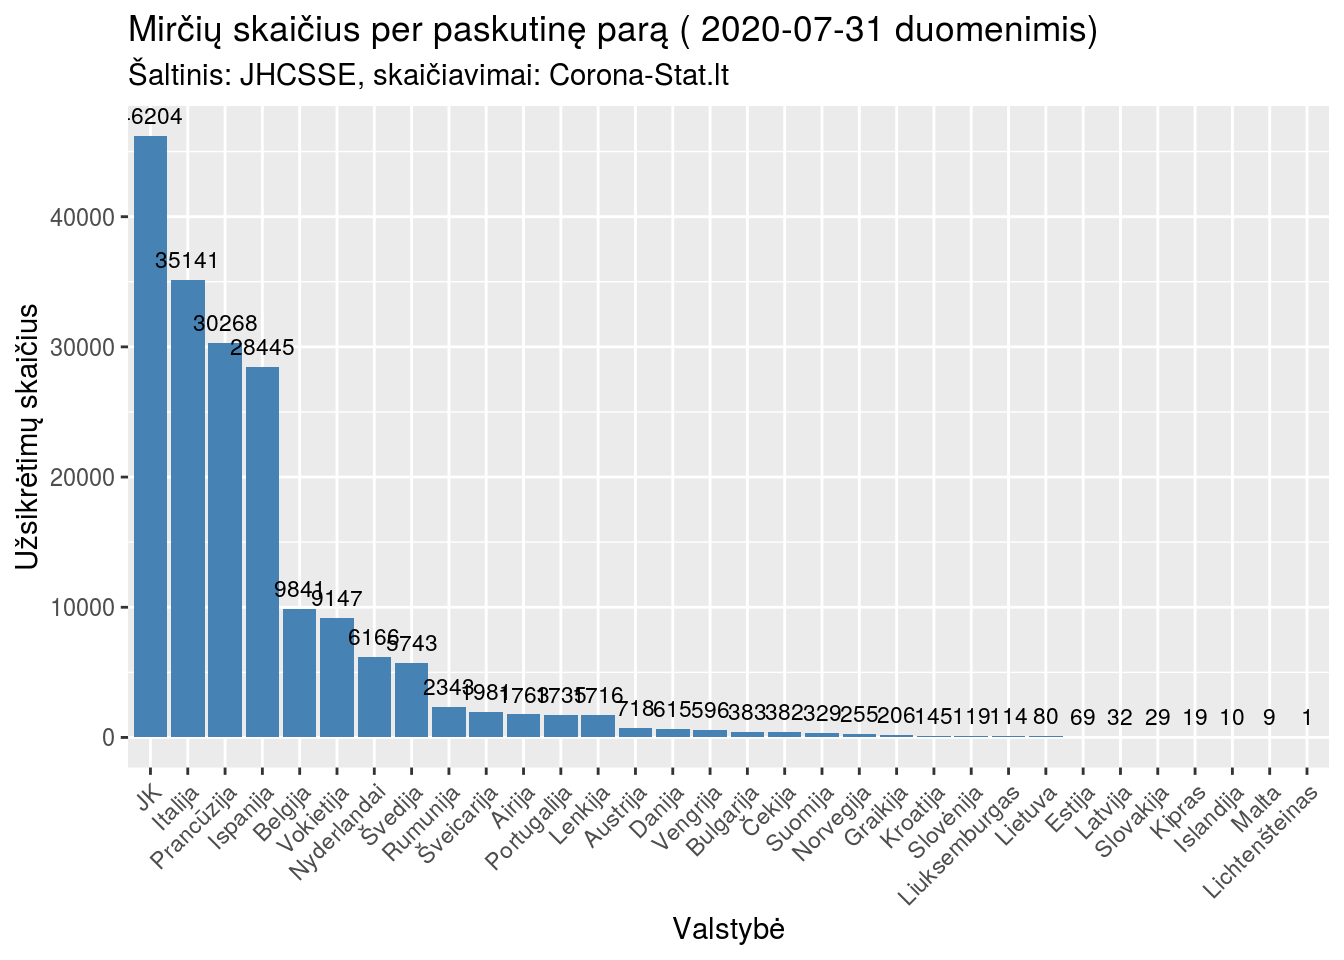 Mirčių skaičius per paskutinę parą ( 2020-07-31 duomenimis)
Šaltinis: JHCSSE, skaičiavimai: Corona-Stat.lt
Užsikrėtimų skaičius
40000
30000
20000
10000
0
35141
30268
28445
9841
9147
6166
5743
2343
1981
1763
1735
1716
718
615
596
383
382
329
255
206
145
119
114
80
69
32
29
19
10
9
1
JK
Italija
Prancūzija
Ispanija
Belgija
Vokietija
Nyderlandai
Švedija
Rumunija
Šveicarija
Airija
Portugalija
Lenkija
Austrija
Danija
Vengrija
Bulgarija
Čekija
Suomija
Norvegija
Graikija
Kroatija
Slovėnija
Liuksemburgas
Lietuva
Estija
Latvija
Slovakija
Kipras
Islandija
Malta
Lichtenšteinas
Valstybė